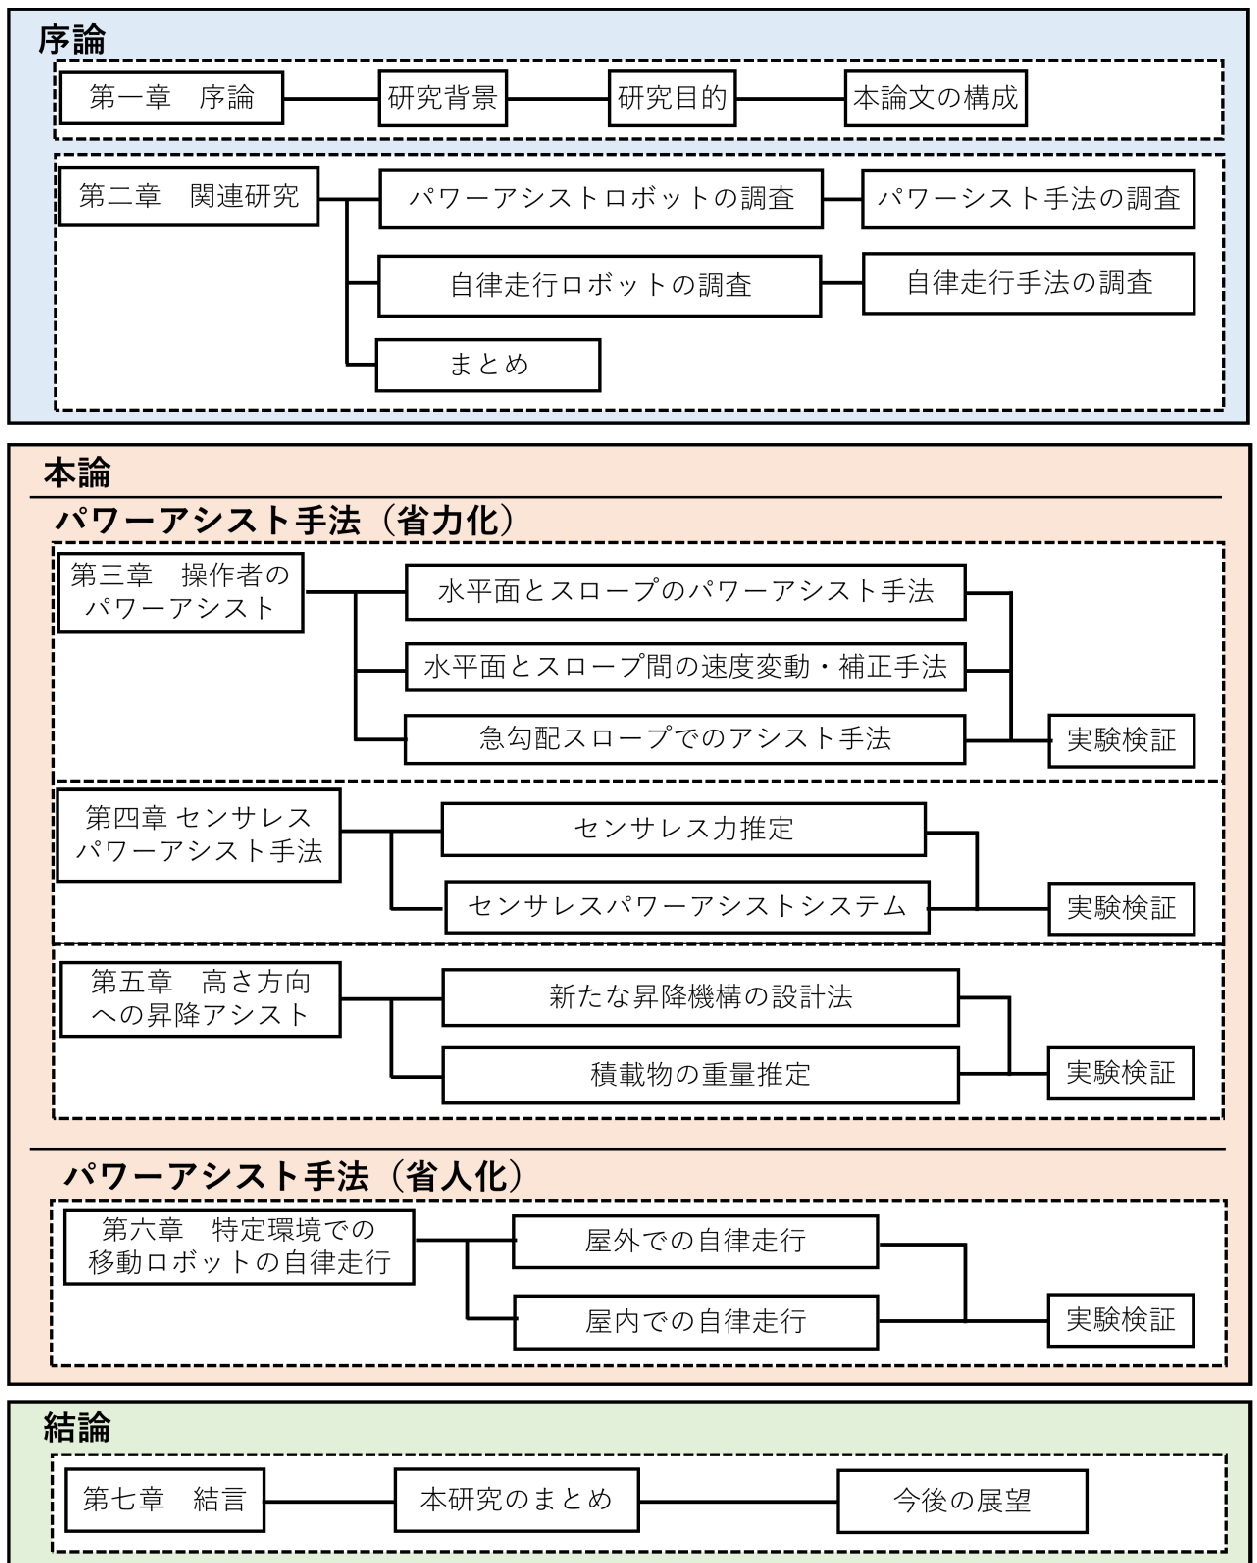 序論
第一章　序論
研究背景
研究目的
本論文の構成
第二章　関連研究
パワーアシストロボットの調査
パワーシスト手法の調査
自律走行ロボットの調査
自律走行手法の調査
まとめ
本論
パワーアシスト手法（省力化）
第三章　操作者の
パワーアシスト
水平面とスロープのパワーアシスト手法
水平面とスロープ間の速度変動・補正手法
急勾配スロープでのアシスト手法
実験検証
第四章 センサレス
パワーアシスト手法
センサレス力推定
センサレスパワーアシストシステム
実験検証
第五章　高さ方向
への昇降アシスト
新たな昇降機構の設計法
積載物の重量推定
実験検証
パワーアシスト手法（省人化）
第六章　特定環境での
移動ロボットの自律走行
屋外での自律走行
屋内での自律走行
実験検証
結論
第七章　結言
本研究のまとめ
今後の展望